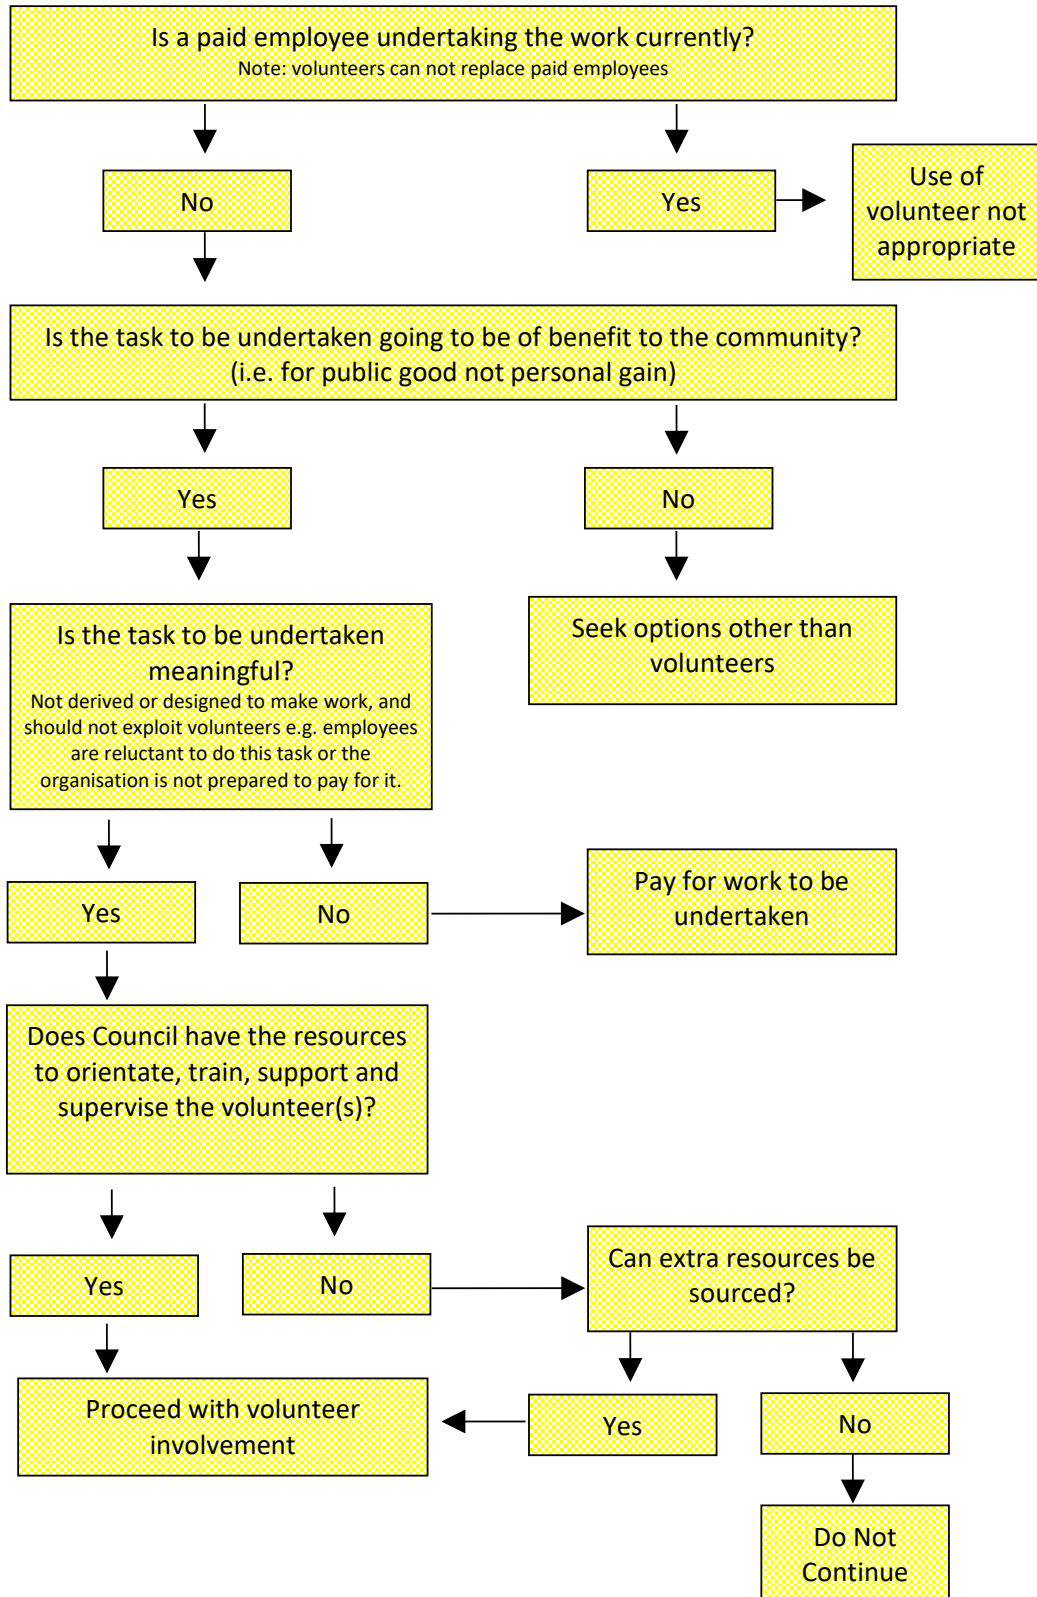 Is a paid employee undertaking the work currently?
Note: volunteers can not replace paid employees
No
Yes
Use of
volunteer not
appropriate
Is the task to be undertaken going to be of benefit to the community?
(i.e. for public good not personal gain)
Yes
No
Is the task to be undertaken
meaningful?
Not derived or designed to make work, and
should not exploit volunteers e.g. employees
are reluctant to do this task or the
organisation is not prepared to pay for it.
Seek options other than
volunteers
Yes
No
Pay for work to be
undertaken
Does Council have the resources
to orientate, train, support and
supervise the volunteer(s)?
Yes
No
Can extra resources be
sourced?
Proceed with volunteer
involvement
Yes
No
Do Not
Continue